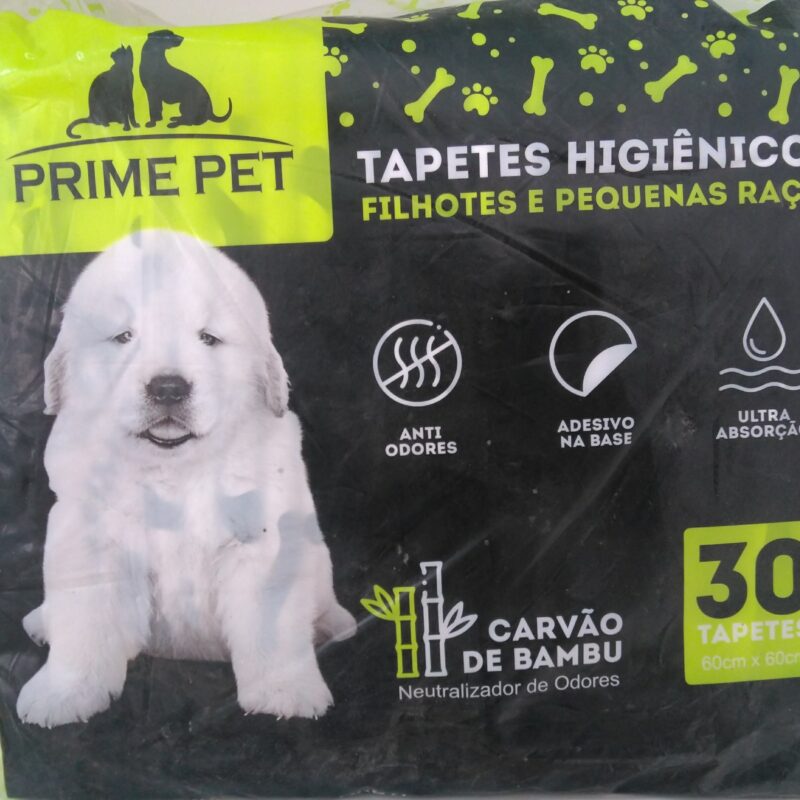 PRIME PET
TAPETES HIGIÊNICO
FILHOTES E PEQUENAS RAÇ
ANTI
ODORES
ADESIVO
NA BASE
ULTRA
ABSORÇÃO
CARVÃO
DE BAMBU
Neutralizador de Odores
30
TAPETES
60cm x 60cm